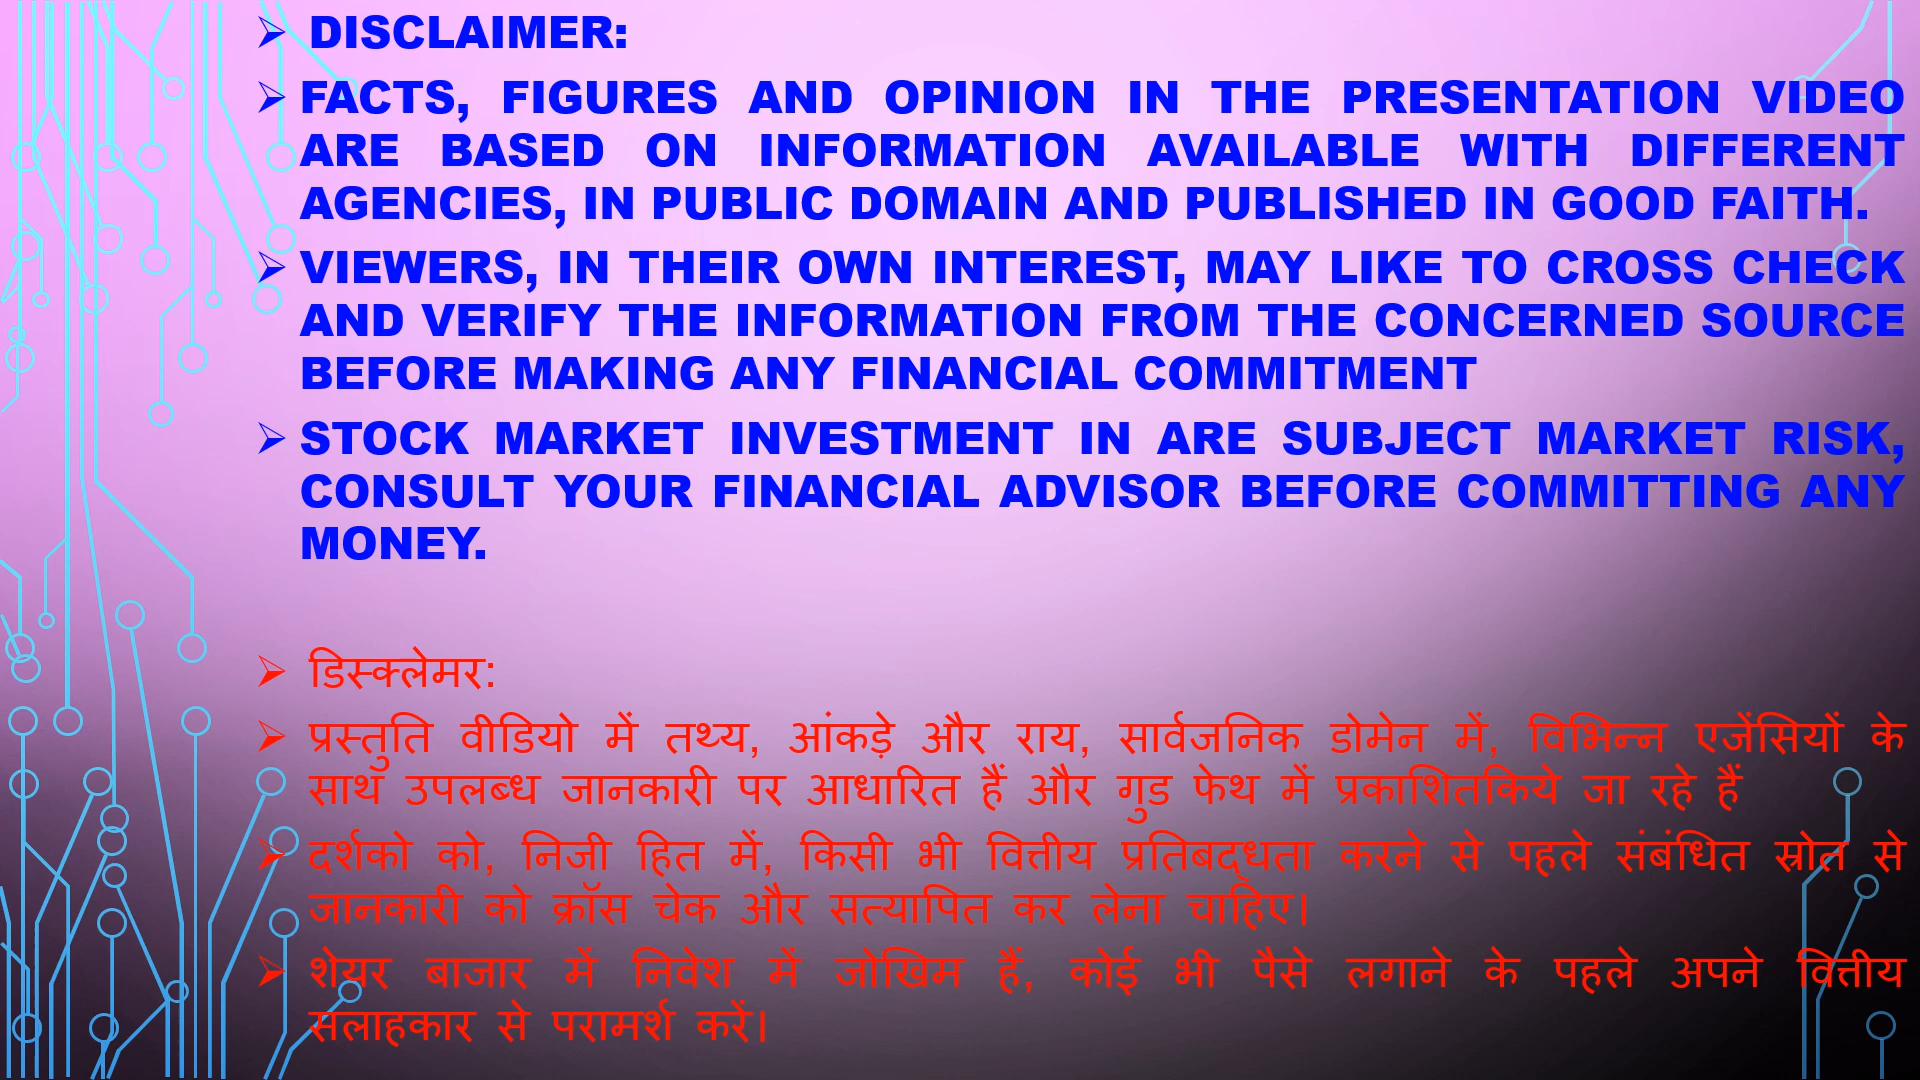 DISCLAIMER:
FACTS, FIGURES AND OPINION IN THE PRESENTATION VIDEO
ARE BASED ON INFORMATION AVAILABLE WITH DIFFERENT
AGENCIES, IN PUBLIC DOMAIN AND PUBLISHED IN GOOD FAITH.
VIEWERS, IN THEIR OWN INTEREST, MAY LIKE TO CROSS CHECK
AND VERIFY THE INFORMATION FROM THE CONCERNED SOURCE
BEFORE MAKING ANY FINANCIAL COMMITMENT
STOCK MARKET INVESTMENT IN ARE SUBJECT MARKET RISK,
CONSULT YOUR FINANCIAL ADVISOR BEFORE COMMITTING ANY
MONEY.
डिस्क्लेमर:
प्रस्तुति वीडियो में तथ्य, आंकड़े और राय, सार्वजनिक डोमेन में, विभिन्न एजेंसियों के
साथ उपलब्ध जानकारी पर आधारित हैं और गुड फेथ में प्रकाशितकिये जा रहे हैं
दर्शको को, निजी हित में, किसी भी वित्तीय प्रतिबद्धता करने से पहले संबंधित स्रोत से
जानकारी को क्रॉस चेक और सत्यापित कर लेना चाहिए।
शेयर बाजार में निवेश में जोखिम हैं, कोई भी पैसे लगाने के पहले अपने वित्तीय
सलाहकार से परामर्श करें।